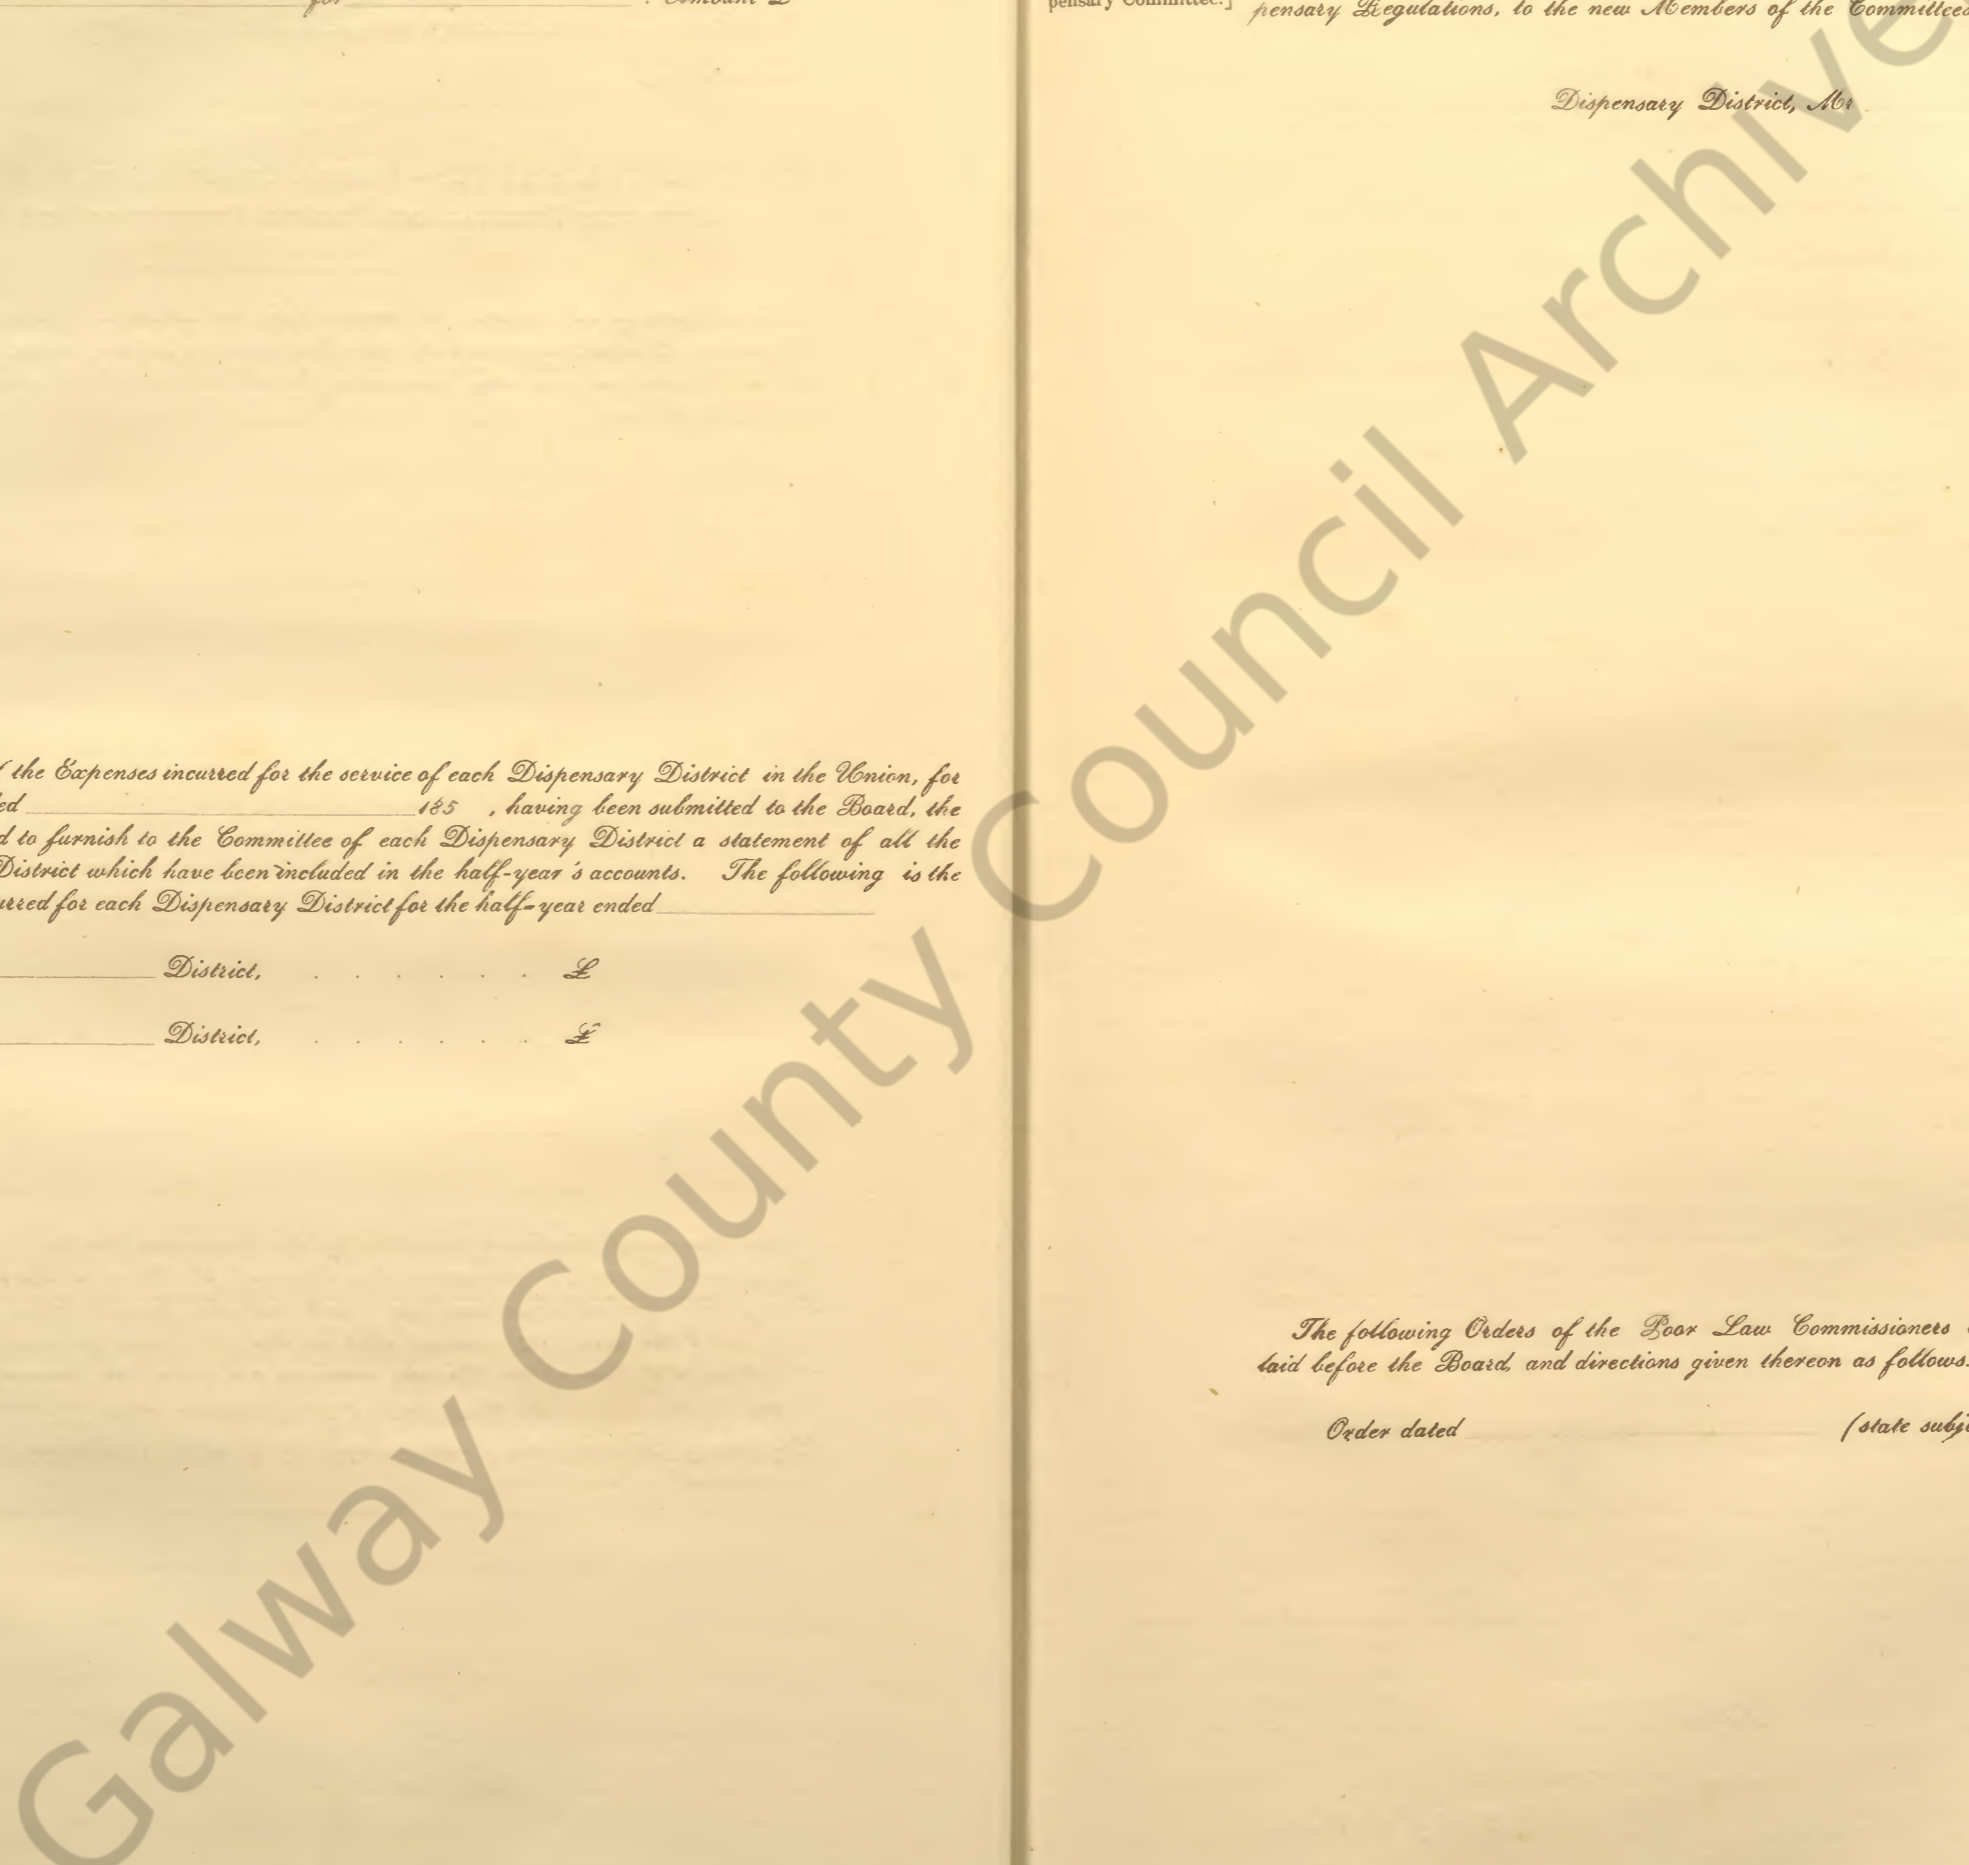 for . Amount £
the Expenses incurred for the service of each Dispensary District in the Union, for
ed 185 , having been submitted to the Board, the
d to furnish to the Committee of each Dispensary District a statement of all the
District which have been included in the half-year's accounts. The following is the
urred for each Dispensary District for the half-year ended
District, . . . . . . £
District, . . . . . . £
pensary Committee.]
pensary Regulations, to the new Members of the Committees
Dispensary District, Mr
The following Orders of the Poor Law Commissioners
laid before the Board, and directions given thereon as follows.
Order dated (state subj
Galway County Council Archive